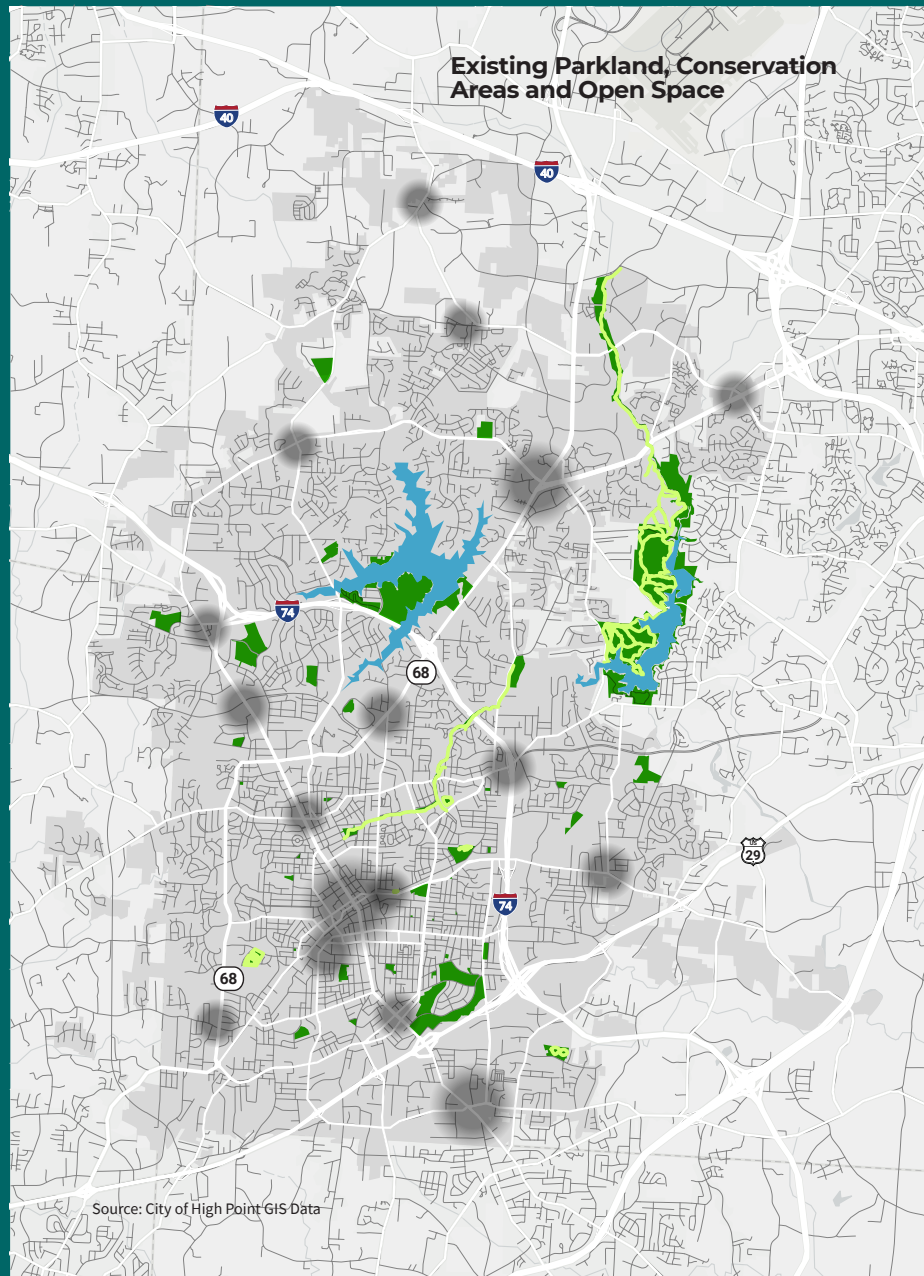 Existing Parkland, Conservation
Areas and Open Space
40
40
74
68
US
29
74
68
Source: City of High Point GIS Data